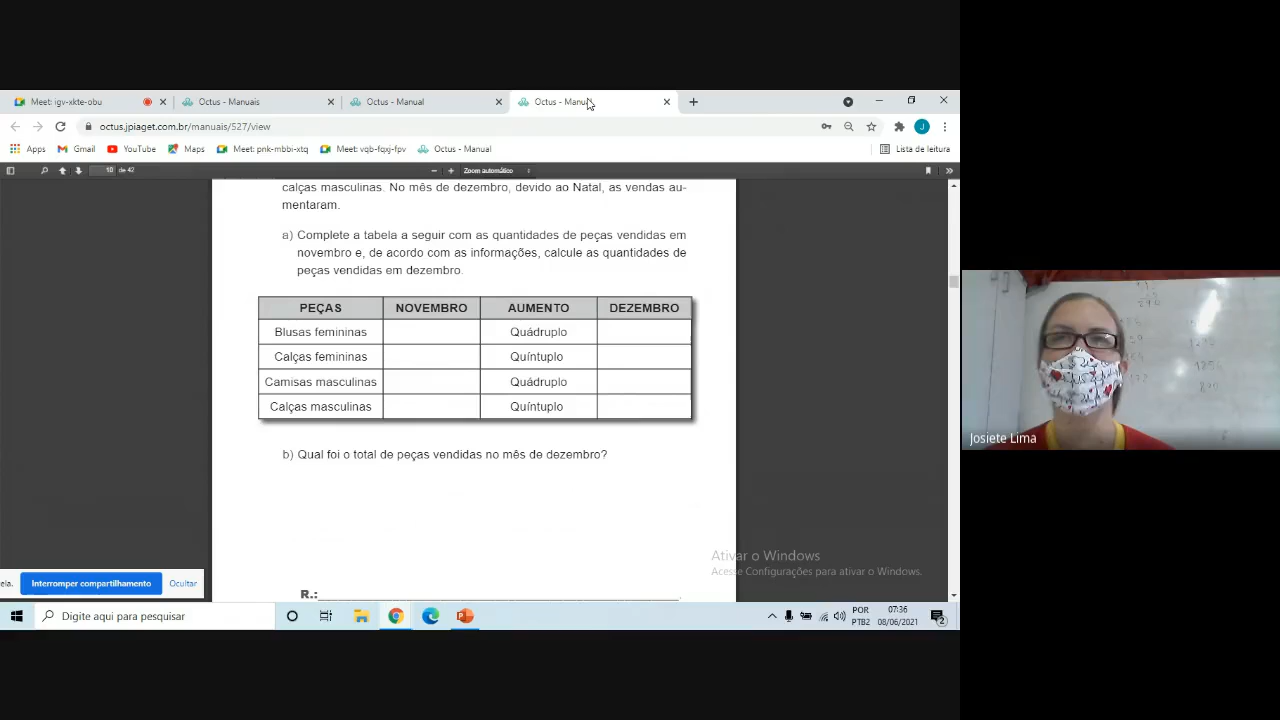 Meet: igv-xkte-obu
Octus - Manuais
Octus - Manual
Octus - Manual
octus.jpiaget.com.br/manuais/527/view
Apps
Gmail
YouTube
Maps
Meet: pnk-mbbi-xtq
Meet: vqb-fqxj-fpv
Octus - Manual
Lista de leitura
10 de 42
Zoom automático
calças masculinas. No mês de dezembro, devido ao Natal, as vendas au-
mentaram.
a) Complete a tabela a seguir com as quantidades de peças vendidas em
novembro e, de acordo com as informações, calcule as quantidades de
peças vendidas em dezembro.
PEÇAS NOVEMBRO AUMENTO DEZEMBRO
Blusas femininas Quádruplo
Calças femininas Quíntuplo
Camisas masculinas Quádruplo
Calças masculinas Quíntuplo
b) Qual foi o total de peças vendidas no mês de dezembro?
R.:
Josiete Lima
Ativar o Windows
Acesse Configurações para ativar o Windows.
ela.
Interromper compartilhamento
Ocultar
Digite aqui para pesquisar
POR
PTB2
07:36
08/06/2021
2